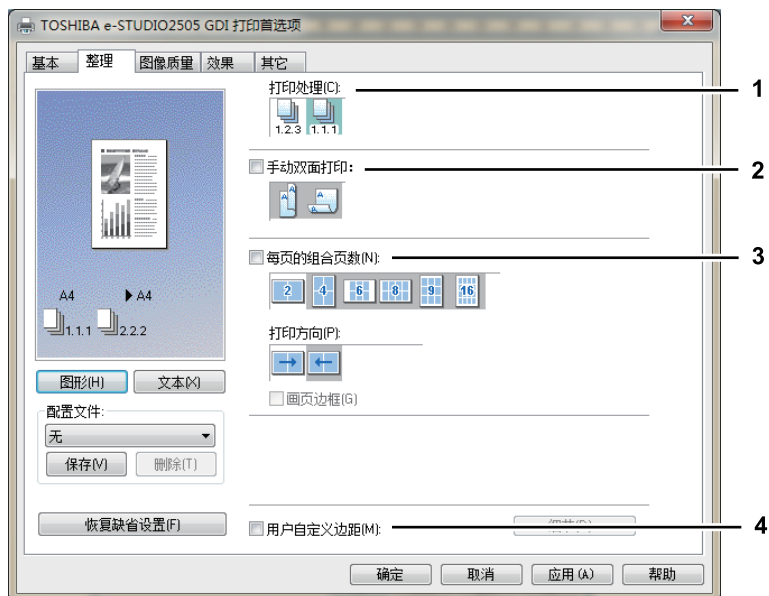 TOSHIBA e-STUDIO2505 GDI 打印首选项
基本 整理 图像质量 效果 其它
打印处理(C):
1
1.2.3 1.1.1
手动双面打印:
2
A A
每页的组合页数(N):
3
2 4 6 8 9 16
A4 A4
1.1.1 2.2.2
打印方向(P):
图形(H) 文本(X)
画页边框(G)
配置文件:
无
保存(V) 删除(T)
恢复缺省设置(F)
用户自定义边距(M):
4
确定 取消 应用(A) 帮助